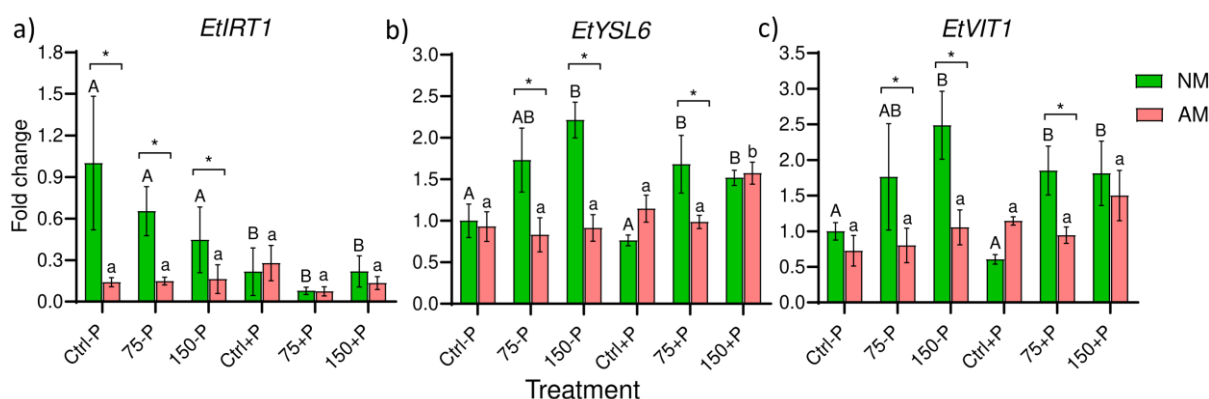 a) EtIRT1
b) EtYSL6
c) EtVIT1
Fold change
1.8
1.5
1.2
0.9
0.6
0.3
0.0
* * *
A a A a A a B a B a B a
Ctrl-P 75-P 150-P Ctrl+P 75+P 150+P
3.0
2.5
2.0
1.5
1.0
0.5
0.0
* * *
A a AB a B a A a B a B b
Ctrl-P 75-P 150-P Ctrl+P 75+P 150+P
3.5
3.0
2.5
2.0
1.5
1.0
0.5
0.0
* * *
A a AB a B a A a B a B a
Ctrl-P 75-P 150-P Ctrl+P 75+P 150+P
NM
AM
Treatment